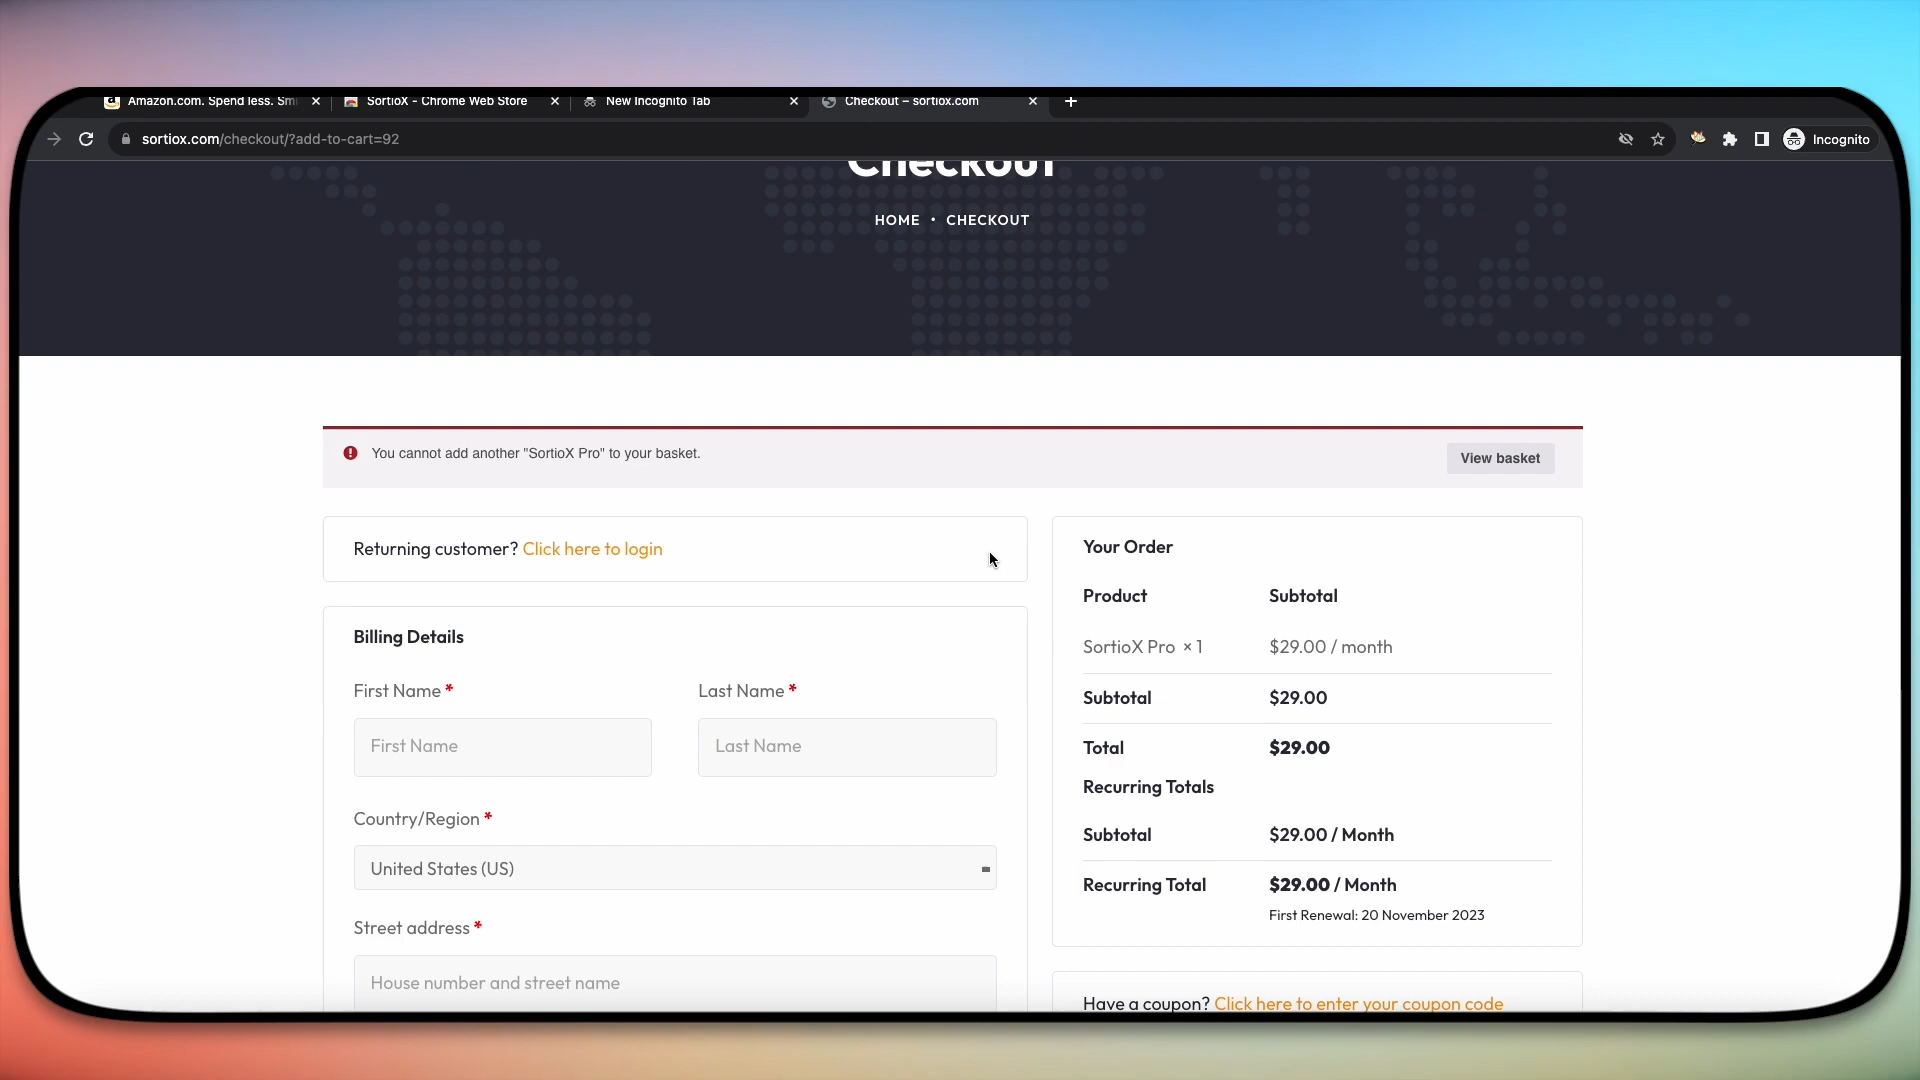 Amazon.com. Spend less. Smi
SortioX - Chrome Web Store
New Incognito Tab
Checkout – sortiox.com
sortiox.com/checkout/?add-to-cart=92
Incognito
Checkout
HOME • CHECKOUT
You cannot add another "SortioX Pro" to your basket.
View basket
Returning customer? Click here to login
Billing Details
First Name *
Last Name *
First Name
Last Name
Country/Region *
United States (US)
Street address *
House number and street name
Your Order
Product Subtotal
SortioX Pro × 1 $29.00 / month
Subtotal $29.00
Total $29.00
Recurring Totals
Subtotal $29.00 / Month
Recurring Total $29.00 / Month
First Renewal: 20 November 2023
Have a coupon? Click here to enter your coupon code